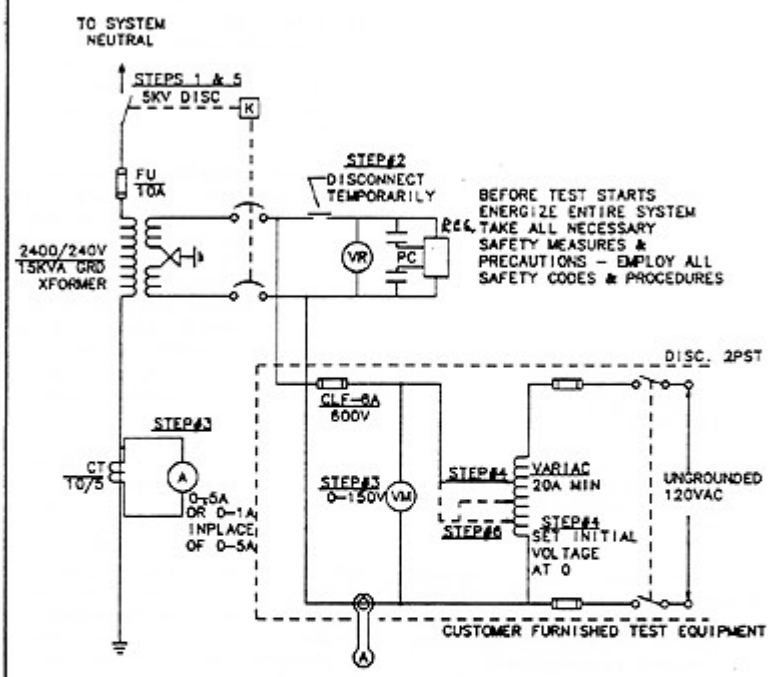 TO SYSTEM
NEUTRAL
STEPS 1 & 5
5KV DISC
K
FU
10A
STEP#2
DISCONNECT
TEMPORARILY
BEFORE TEST STARTS
ENERGIZE ENTIRE SYSTEM
TAKE ALL NECESSARY
SAFETY MEASURES &
PRECAUTIONS - EMPLOY ALL
SAFETY CODES & PROCEDURES
VR
PC
2400/240V
15KVA GRD
XFORMER
DISC. 2PST
CLF-6A
600V
STEP#3
CT
10/5
A
0-5A
OR 0-1A
INPLACE
OF 0-5A
STEP#3
0-150V
VM
STEP#4
STEP#6
VARIAC
20A MIN
STEP#4
SET INITIAL
VOLTAGE
AT 0
UNGROUNDED
120VAC
CUSTOMER FURNISHED TEST EQUIPMENT
A